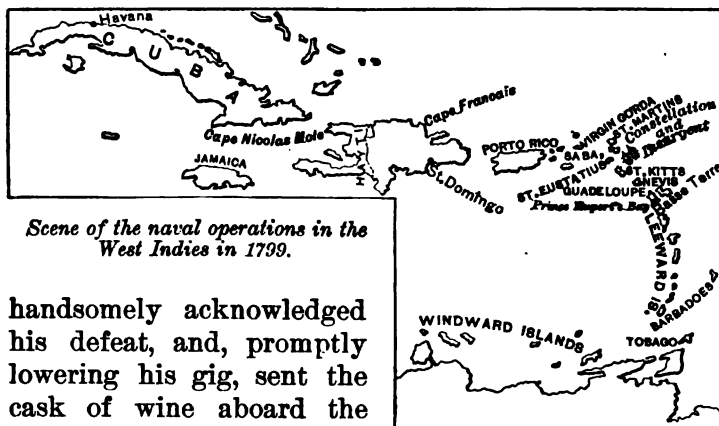 Havana
CUBA
Cape Nicolas Mole
JAMAICA
HAYTI
Cape Francais
St. Domingo
PORTO RICO
VIRGIN GORDA
ST. MARTINS
Constellation
and
Insurgent
SABA
ST. EUSTATIUS
ST. KITTS
NEVIS
GUADELOUPE
Basse Terre
Prince Rupert's Bay
LEEWARD IS.
BARBADOES
TOBAGO
WINDWARD ISLANDS
Scene of the naval operations in the
West Indies in 1799.
handsomely acknowledged
his defeat, and, promptly
lowering his gig, sent the
cask of wine aboard the